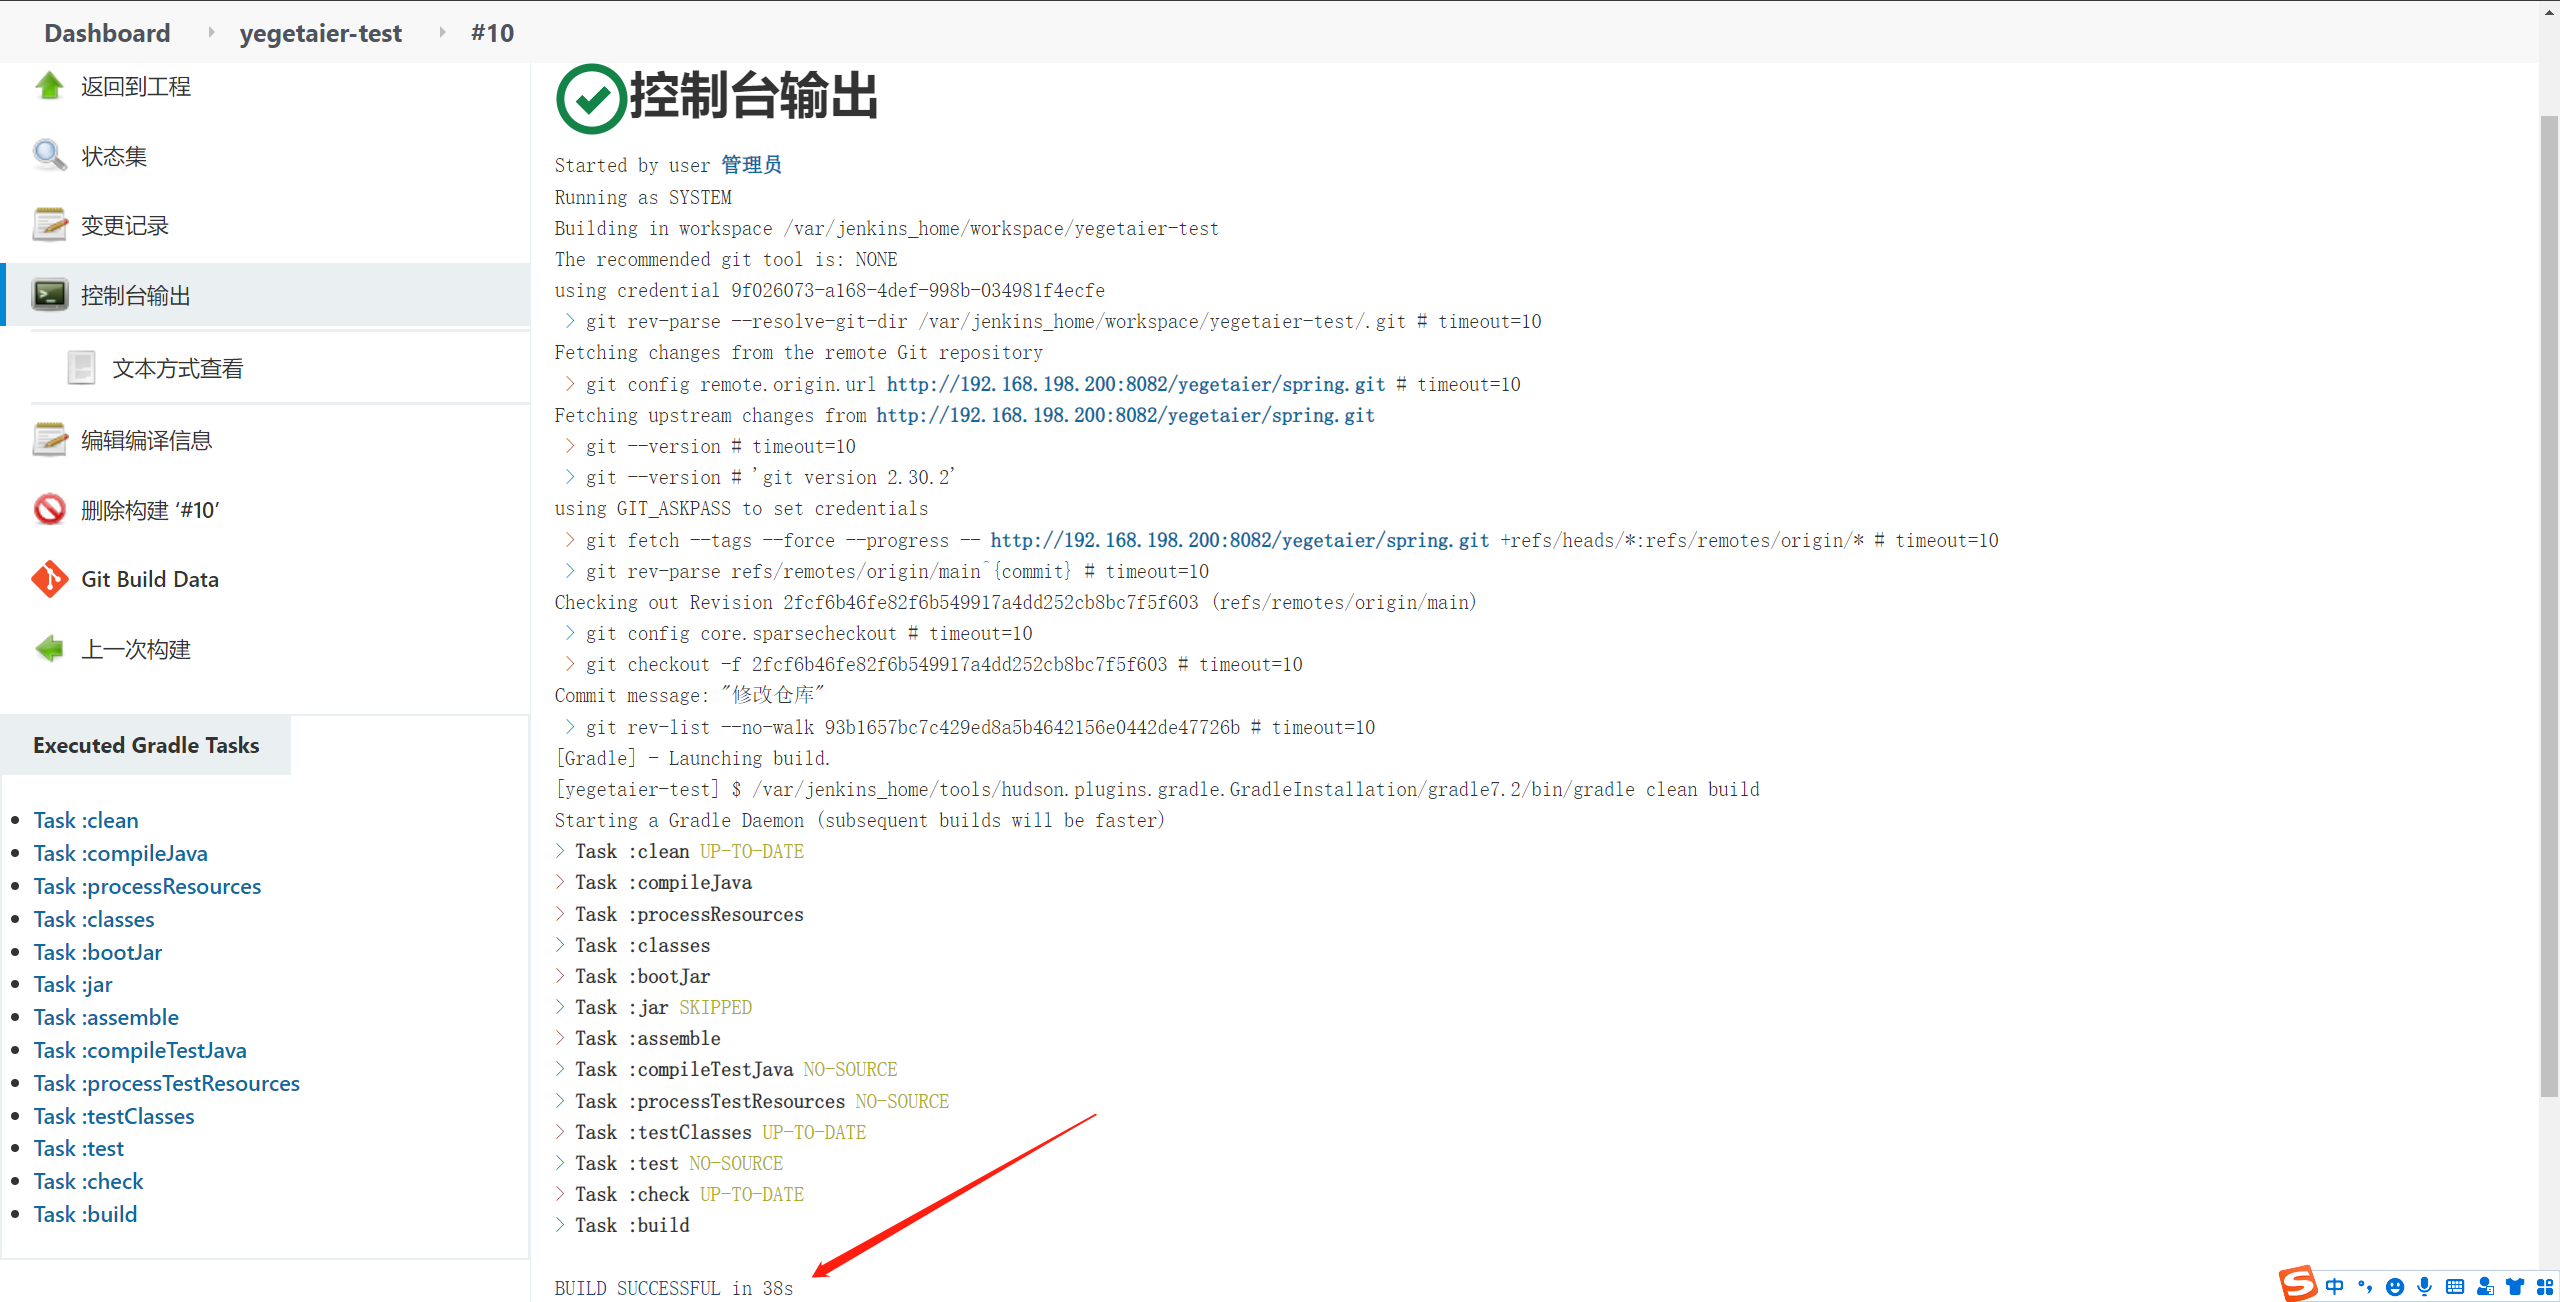 Dashboard yegetaier-test #10
返回到工程
状态集
变更记录
控制台输出
文本方式查看
编辑编译信息
删除构建 ‘#10’
Git Build Data
上一次构建
Executed Gradle Tasks
Task :clean
Task :compileJava
Task :processResources
Task :classes
Task :bootJar
Task :jar
Task :assemble
Task :compileTestJava
Task :processTestResources
Task :testClasses
Task :test
Task :check
Task :build
控制台输出
Started by user 管理员
Running as SYSTEM
Building in workspace /var/jenkins_home/workspace/yegetaier-test
The recommended git tool is: NONE
using credential 9f026073-a168-4def-998b-034981f4ecfe
> git rev-parse --resolve-git-dir /var/jenkins_home/workspace/yegetaier-test/.git # timeout=10
Fetching changes from the remote Git repository
> git config remote.origin.url http://192.168.198.200:8082/yegetaier/spring.git # timeout=10
Fetching upstream changes from http://192.168.198.200:8082/yegetaier/spring.git
> git --version # timeout=10
> git --version # 'git version 2.30.2'
using GIT_ASKPASS to set credentials
> git fetch --tags --force --progress -- http://192.168.198.200:8082/yegetaier/spring.git +refs/heads/*:refs/remotes/origin/* # timeout=10
> git rev-parse refs/remotes/origin/main^{commit} # timeout=10
Checking out Revision 2fcf6b46fe82f6b549917a4dd252cb8bc7f5f603 (refs/remotes/origin/main)
> git config core.sparsecheckout # timeout=10
> git checkout -f 2fcf6b46fe82f6b549917a4dd252cb8bc7f5f603 # timeout=10
Commit message: "修改仓库"
> git rev-list --no-walk 93b1657bc7c429ed8a5b4642156e0442de47726b # timeout=10
[Gradle] - Launching build.
[yegetaier-test] $ /var/jenkins_home/tools/hudson.plugins.gradle.GradleInstallation/gradle7.2/bin/gradle clean build
Starting a Gradle Daemon (subsequent builds will be faster)
> Task :clean UP-TO-DATE
> Task :compileJava
> Task :processResources
> Task :classes
> Task :bootJar
> Task :jar SKIPPED
> Task :assemble
> Task :compileTestJava NO-SOURCE
> Task :processTestResources NO-SOURCE
> Task :testClasses UP-TO-DATE
> Task :test NO-SOURCE
> Task :check UP-TO-DATE
> Task :build
BUILD SUCCESSFUL in 38s
中